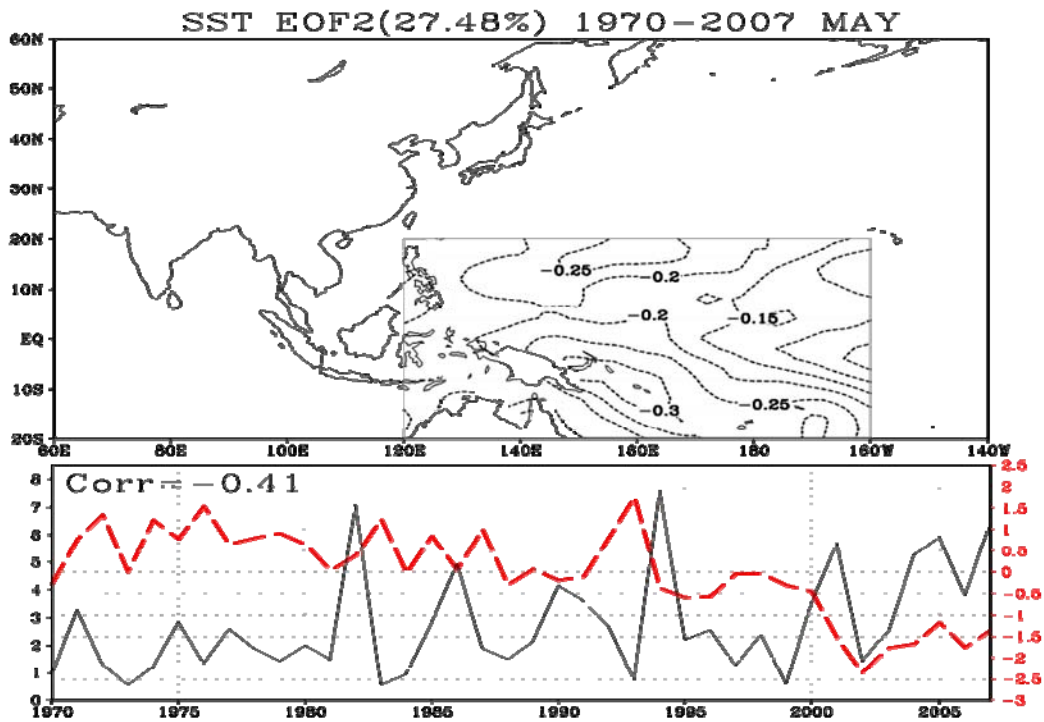 SST EOF2(27.48%) 1970-2007 MAY
60N
50N
40N
30N
20N
10N
EQ
10S
20S
-0.25
-0.2
-0.2
-0.15
-0.3
-0.25
60E 80E 100E 120E 140E 160E 180 160W 140W
Corr=-0.41
8
7
6
5
4
3
2
1
0
2.5
2
1.5
1
0.5
0
-0.5
-1
-1.5
-2
-2.5
-3
1970 1975 1980 1985 1990 1995 2000 2005